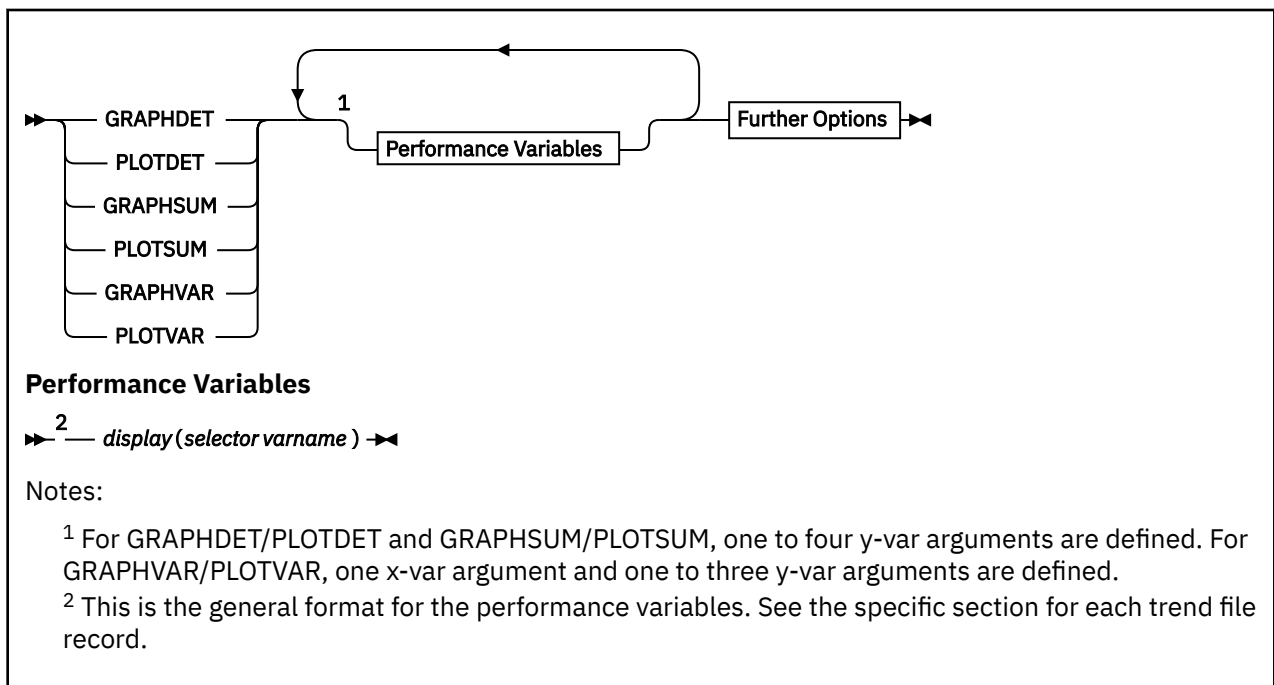 1
GRAPHDET
PLOTDET
GRAPHSUM
PLOTSUM
GRAPHVAR
PLOTVAR
Performance Variables
Further Options
Performance Variables
2
display ( selector varname )
Notes:
1 For GRAPHDET/PLOTDET and GRAPHSUM/PLOTSUM, one to four y-var arguments are defined. For
GRAPHVAR/PLOTVAR, one x-var argument and one to three y-var arguments are defined.
2 This is the general format for the performance variables. See the specific section for each trend file
record.